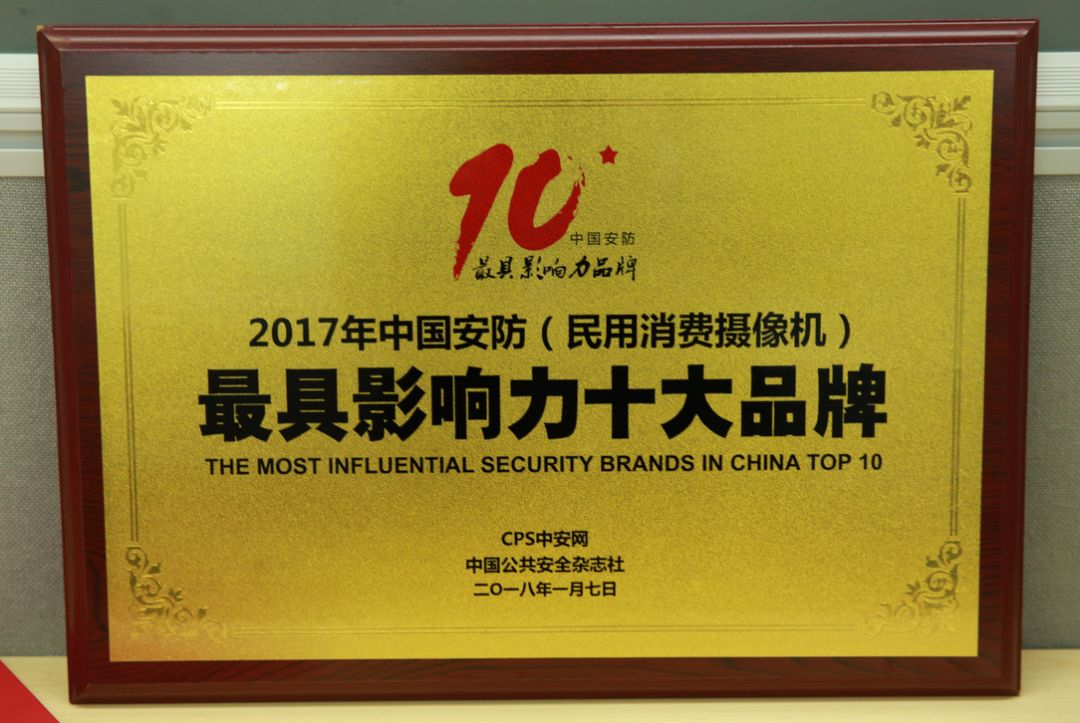 10
中国安防
最具影响力品牌
2017年中国安防（民用消费摄像机）
最具影响力十大品牌
THE MOST INFLUENTIAL SECURITY BRANDS IN CHINA TOP 10
CPS中安网
中国公共安全杂志社
二〇一八年一月七日